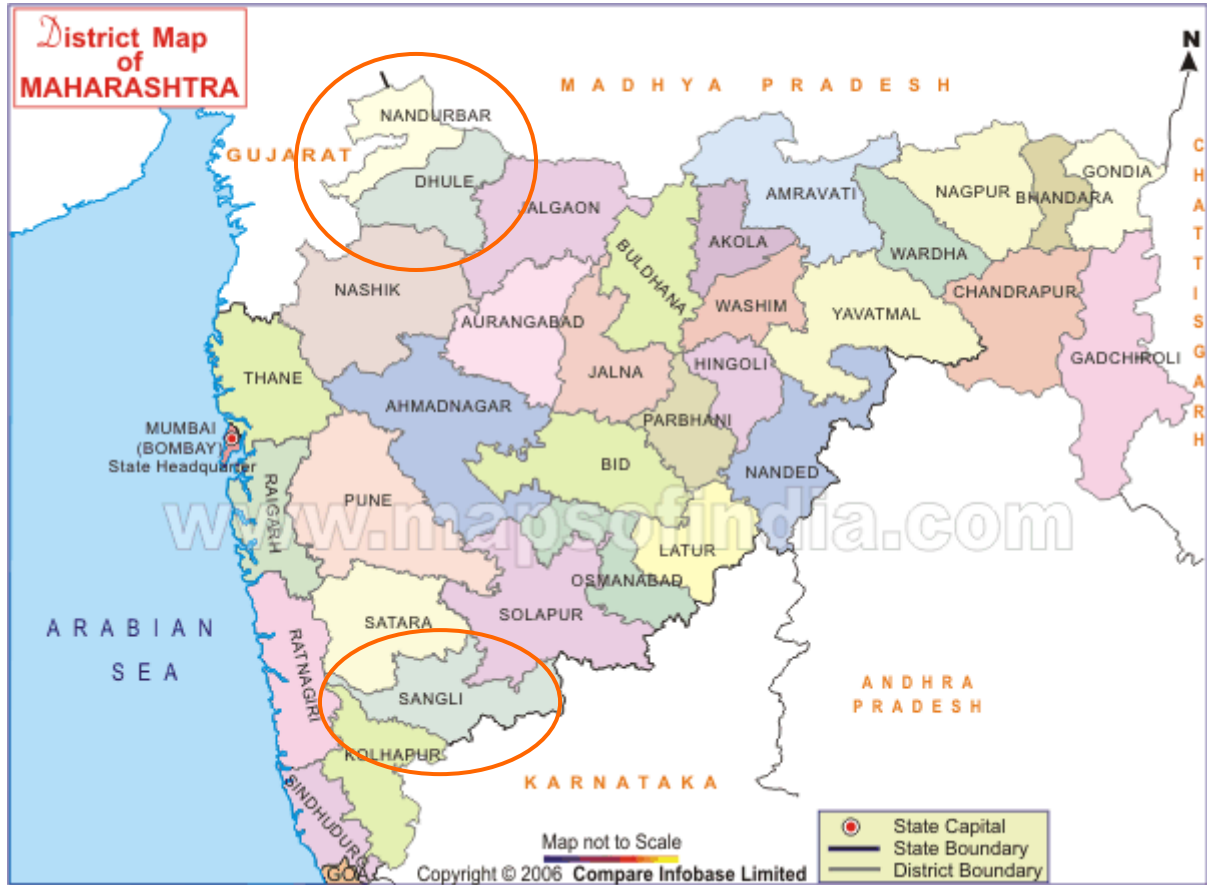 District Map
of
MAHARASHTRA
N
MADHYA PRADESH
GUJARAT
CHATTISGARH
NANDURBAR
DHULE
JALGAON
BULDHANA
AKOLA
AMRAVATI
NAGPUR
BHANDARA
GONDIA
WARDHA
NASHIK
AURANGABAD
WASHIM
YAVATMAL
CHANDRAPUR
GADCHIROLI
THANE
AHMADNAGAR
JALNA
HINGOLI
PARBHANI
MUMBAI
(BOMBAY)
State Headquarter
BID
NANDED
RAIGARH
PUNE
www.mapsofindia.com
LATUR
OSMANABAD
SOLAPUR
SATARA
ARABIAN
SEA
RATNAGIRI
SANGLI
KOLHAPUR
ANDHRA
PRADESH
KARNATAKA
SINDHUDURG
GOA
Map not to Scale
Copyright © 2006 Compare Infobase Limited
State Capital
State Boundary
District Boundary